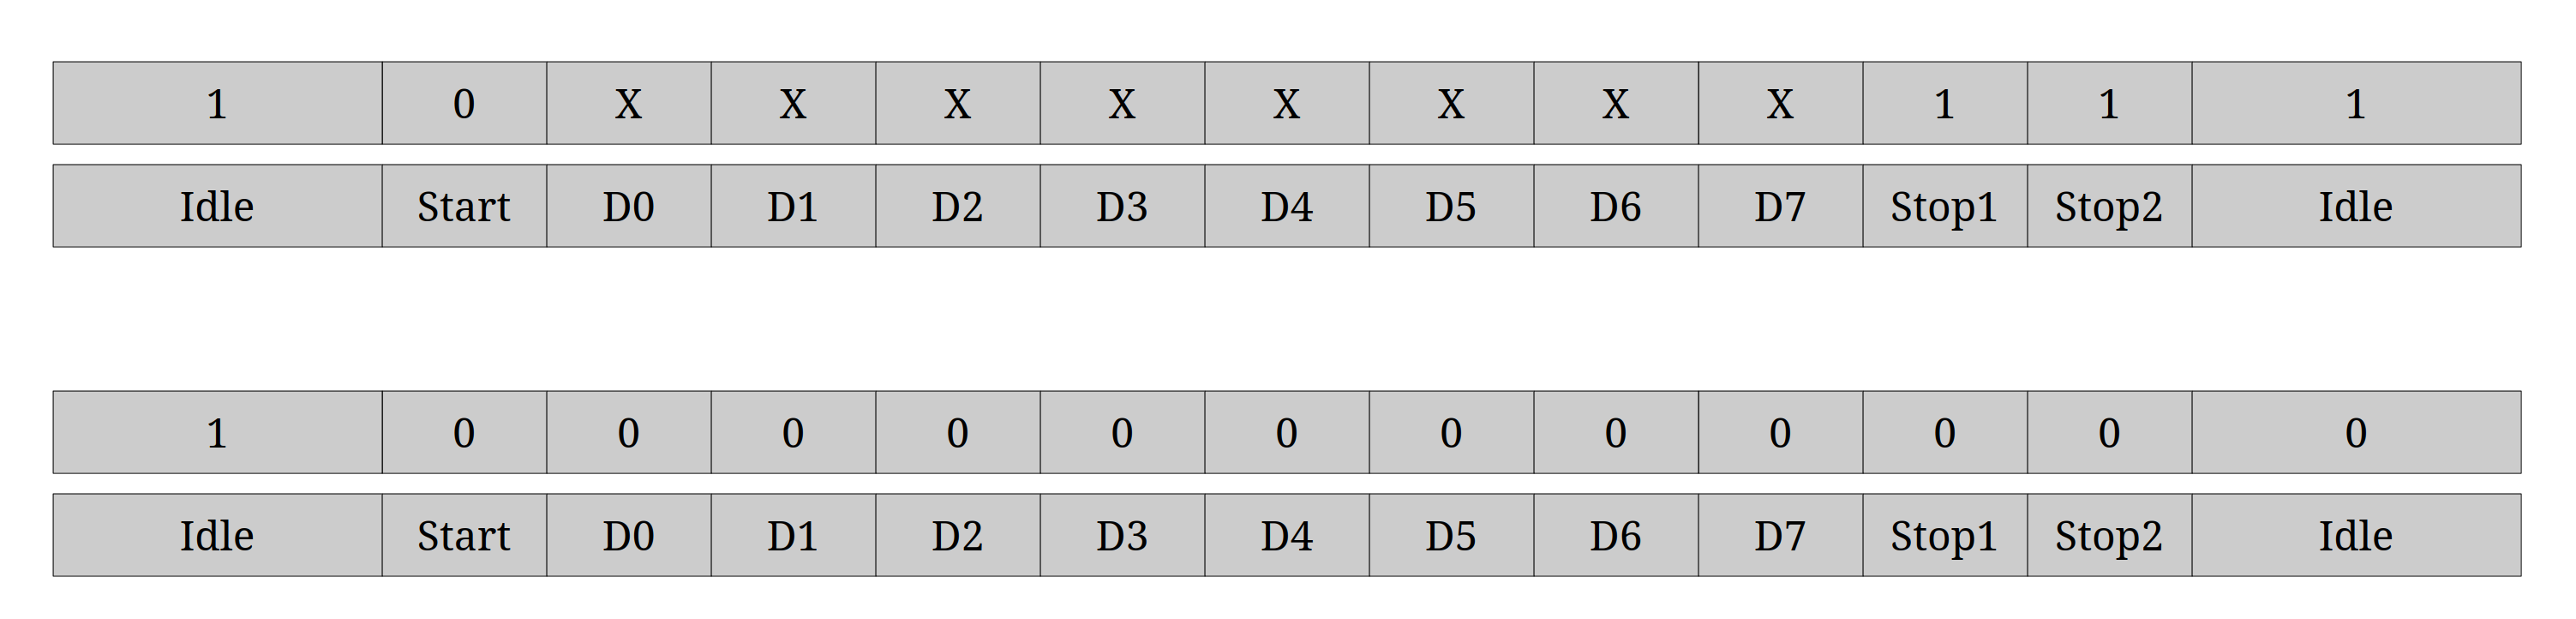 1 0 X X X X X X X X 1 1 1
Idle Start D0 D1 D2 D3 D4 D5 D6 D7 Stop1 Stop2 Idle
1 0 0 0 0 0 0 0 0 0 0 0 0
Idle Start D0 D1 D2 D3 D4 D5 D6 D7 Stop1 Stop2 Idle